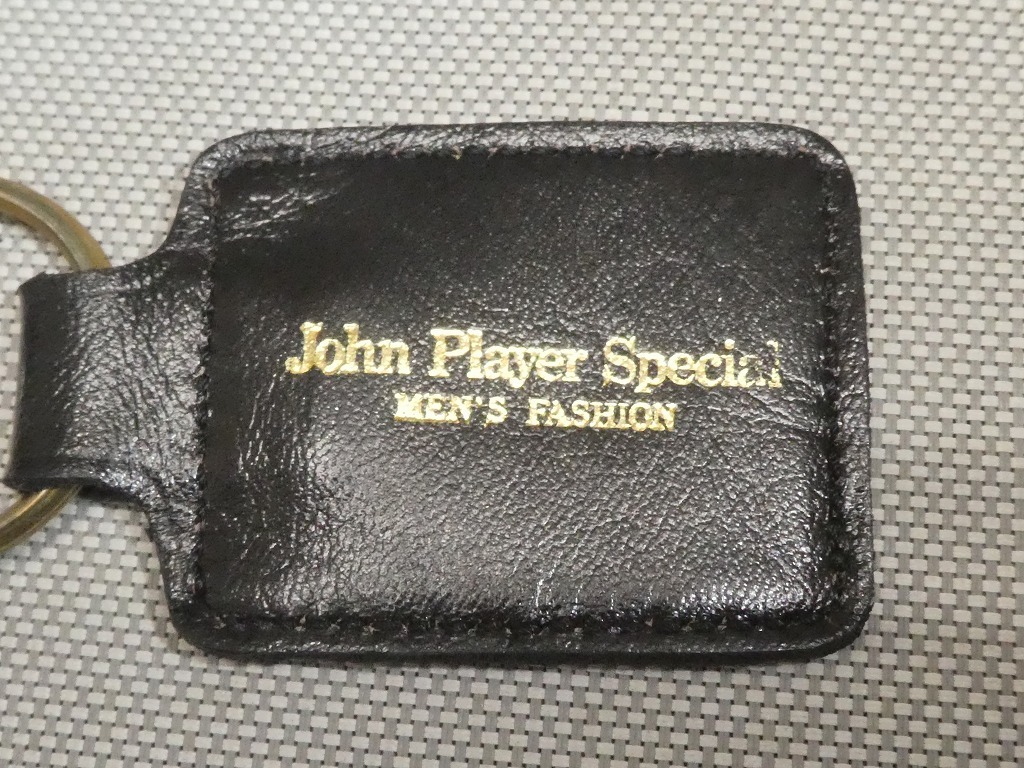 John Player Special
MEN'S FASHION